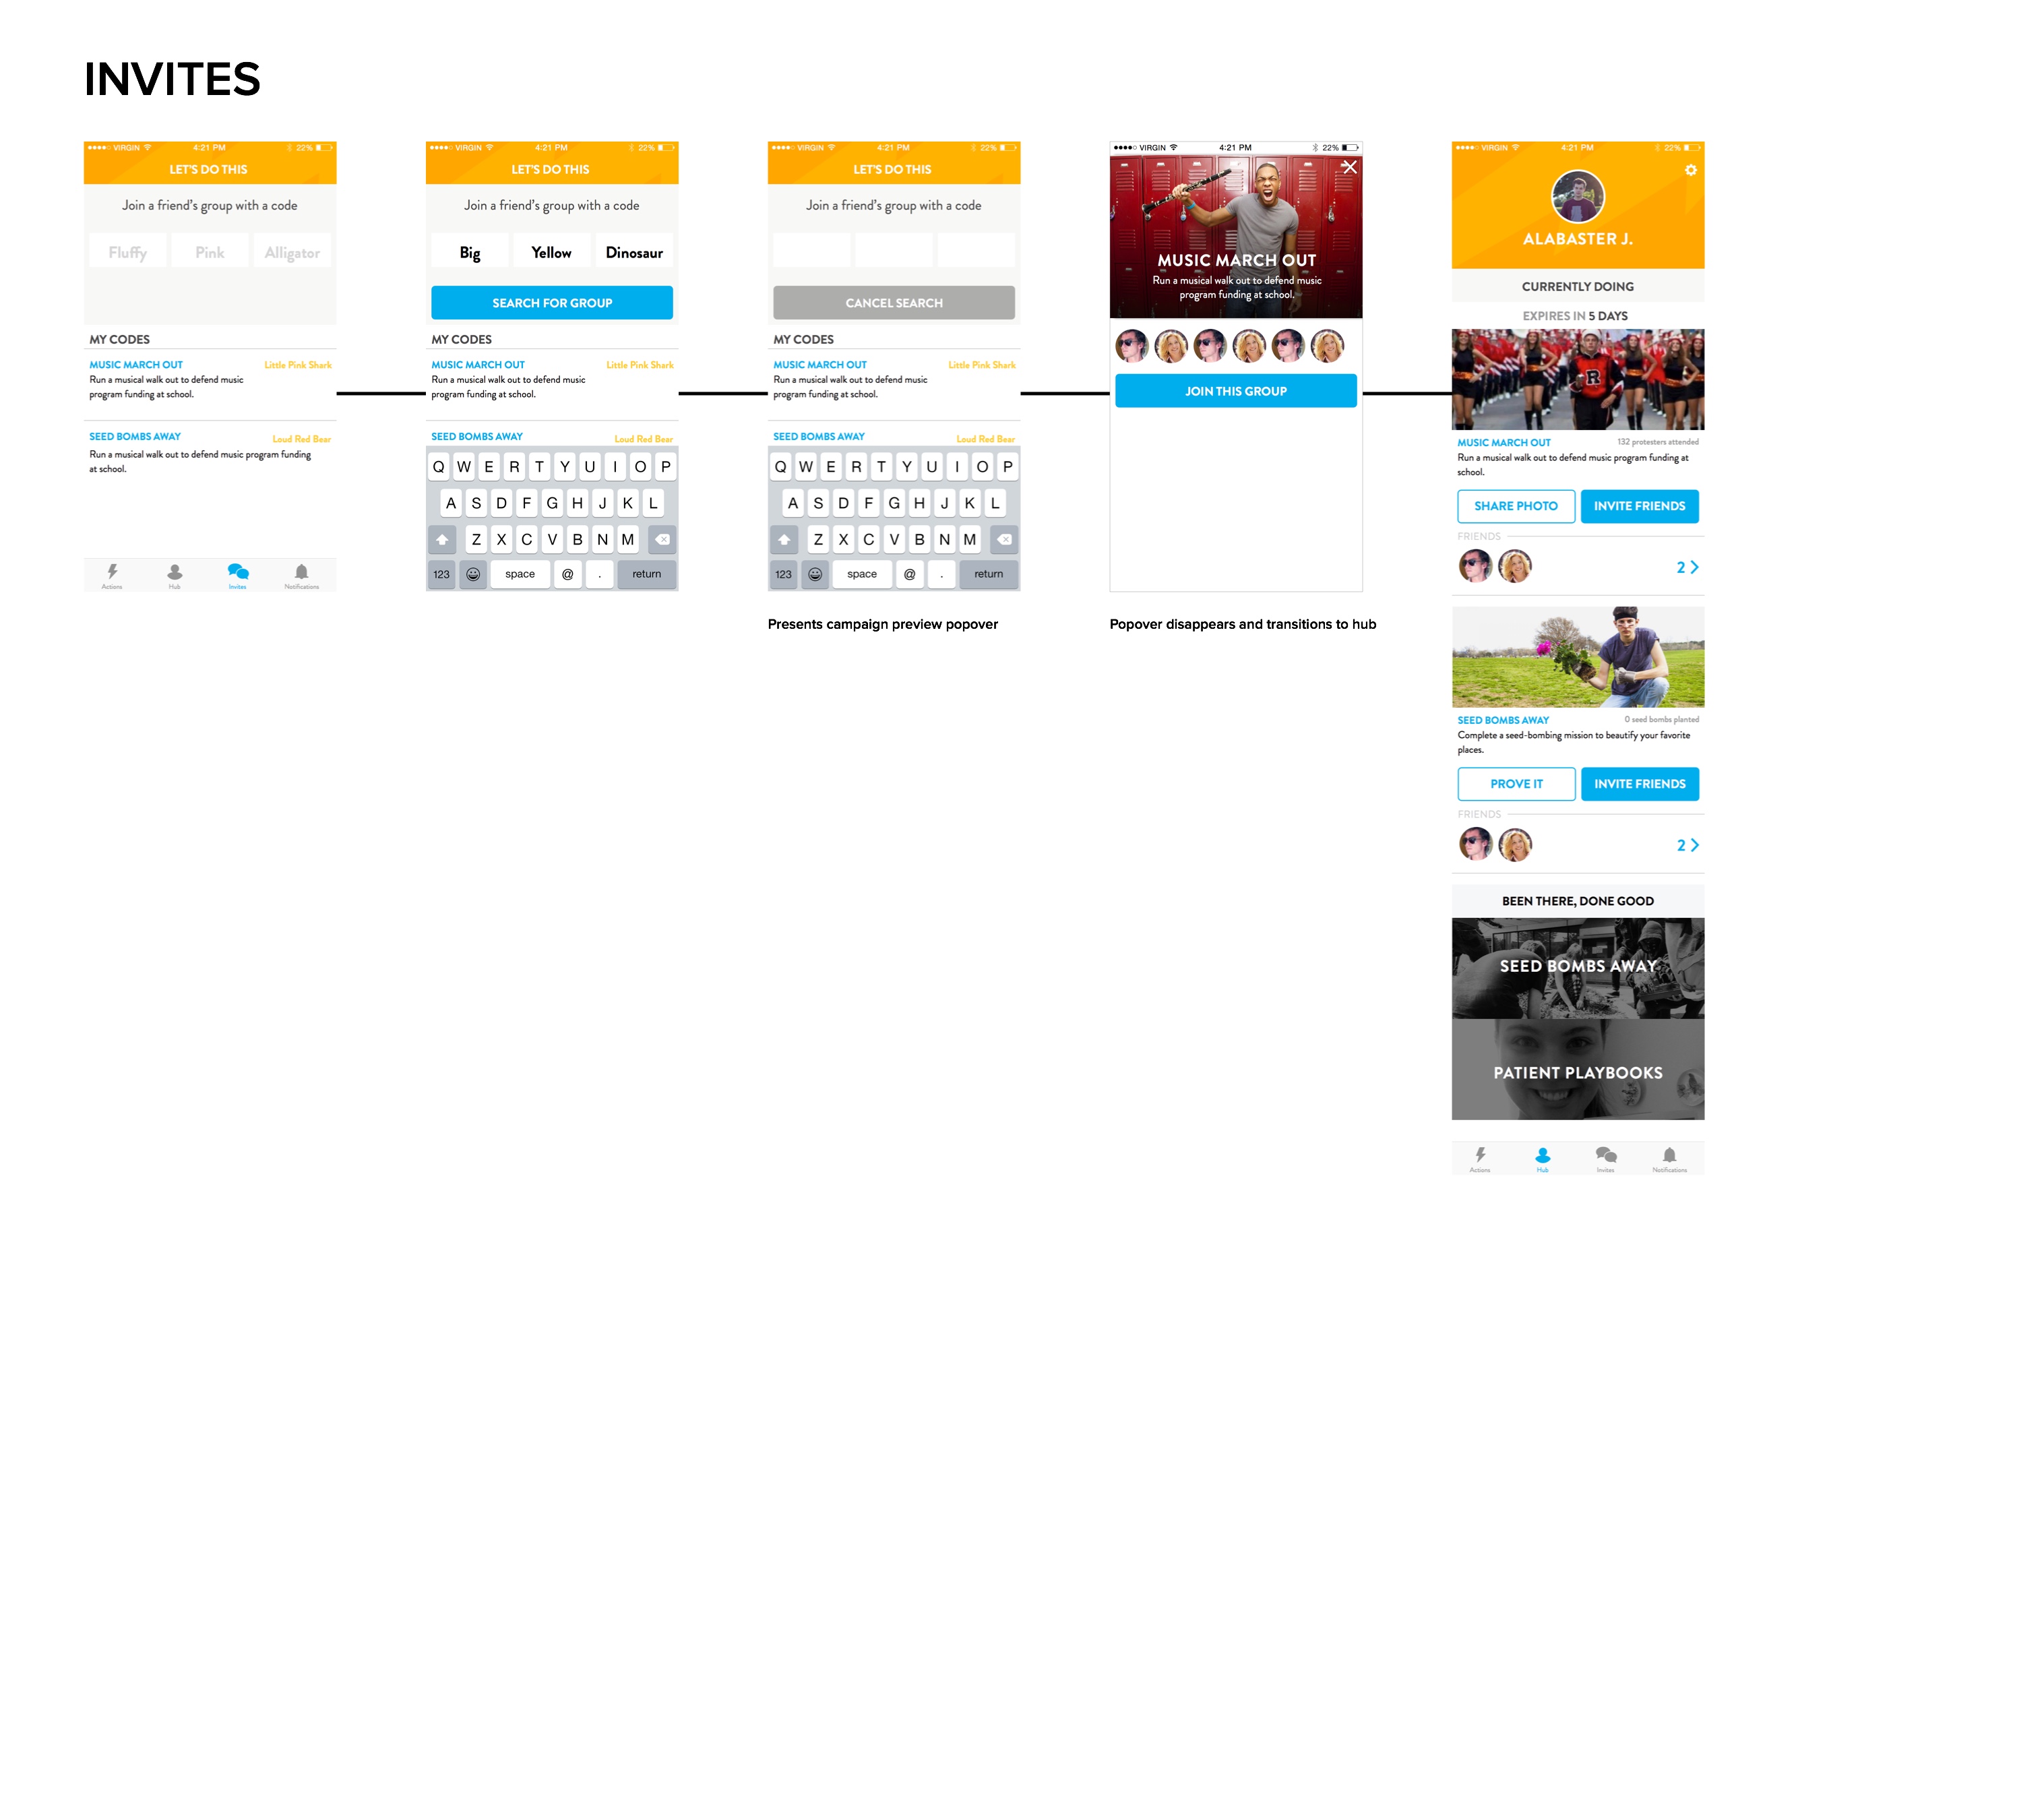 INVITES
VIRGIN 4:21 PM 22%
LET'S DO THIS
Join a friend's group with a code
Fluffy Pink Alligator
MY CODES
MUSIC MARCH OUT Little Pink Shark
Run a musical walk out to defend music
program funding at school.
SEED BOMBS AWAY Loud Red Bear
Run a musical walk out to defend music program funding
at school.
Actions Hub Invites Notifications
VIRGIN 4:21 PM 22%
LET'S DO THIS
Join a friend's group with a code
Big Yellow Dinosaur
SEARCH FOR GROUP
MY CODES
MUSIC MARCH OUT Little Pink Shark
Run a musical walk out to defend music
program funding at school.
SEED BOMBS AWAY Loud Red Bear
Q W E R T Y U I O P
A S D F G H J K L
Z X C V B N M
123 space @ . return
VIRGIN 4:21 PM 22%
LET'S DO THIS
Join a friend's group with a code
CANCEL SEARCH
MY CODES
MUSIC MARCH OUT Little Pink Shark
Run a musical walk out to defend music
program funding at school.
SEED BOMBS AWAY Loud Red Bear
Q W E R T Y U I O P
A S D F G H J K L
Z X C V B N M
123 space @ . return
Presents campaign preview popover
VIRGIN 4:21 PM 22%
MUSIC MARCH OUT
Run a musical walk out to defend music
program funding at school.
JOIN THIS GROUP
Popover disappears and transitions to hub
VIRGIN 4:21 PM 22%
ALABASTER J.
CURRENTLY DOING
EXPIRES IN 5 DAYS
R
MUSIC MARCH OUT 132 protesters attended
Run a musical walk out to defend music program funding at
school.
SHARE PHOTO INVITE FRIENDS
FRIENDS
2
SEED BOMBS AWAY 0 seed bombs planted
Complete a seed-bombing mission to beautify your favorite
places.
PROVE IT INVITE FRIENDS
FRIENDS
2
BEEN THERE, DONE GOOD
SEED BOMBS AWAY
PATIENT PLAYBOOKS
Actions Hub Invites Notifications